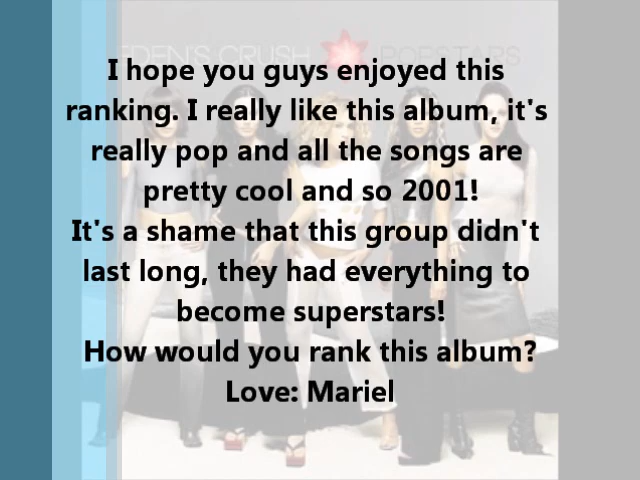 EDEN'S CRUSH POPSTARS
I hope you guys enjoyed this
ranking. I really like this album, it's
really pop and all the songs are
pretty cool and so 2001!
It's a shame that this group didn't
last long, they had everything to
become superstars!
How would you rank this album?
Love: Mariel